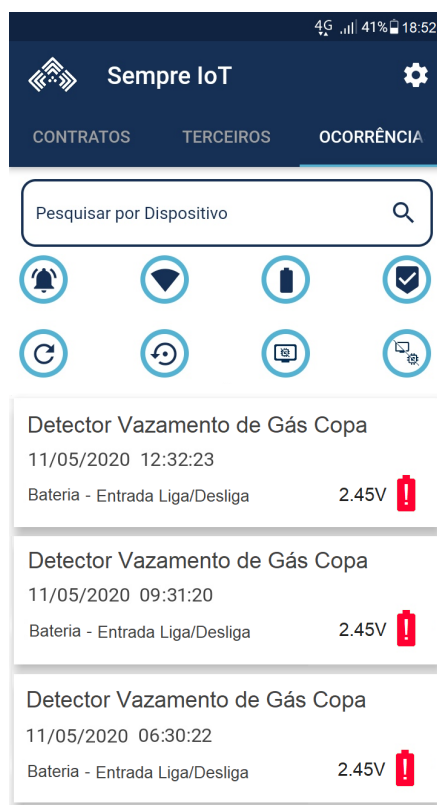 4G 41% 18:52
Sempre IoT
CONTRATOS TERCEIROS OCORRÊNCIA
Pesquisar por Dispositivo
Detector Vazamento de Gás Copa
11/05/2020 12:32:23
Bateria - Entrada Liga/Desliga 2.45V
Detector Vazamento de Gás Copa
11/05/2020 09:31:20
Bateria - Entrada Liga/Desliga 2.45V
Detector Vazamento de Gás Copa
11/05/2020 06:30:22
Bateria - Entrada Liga/Desliga 2.45V